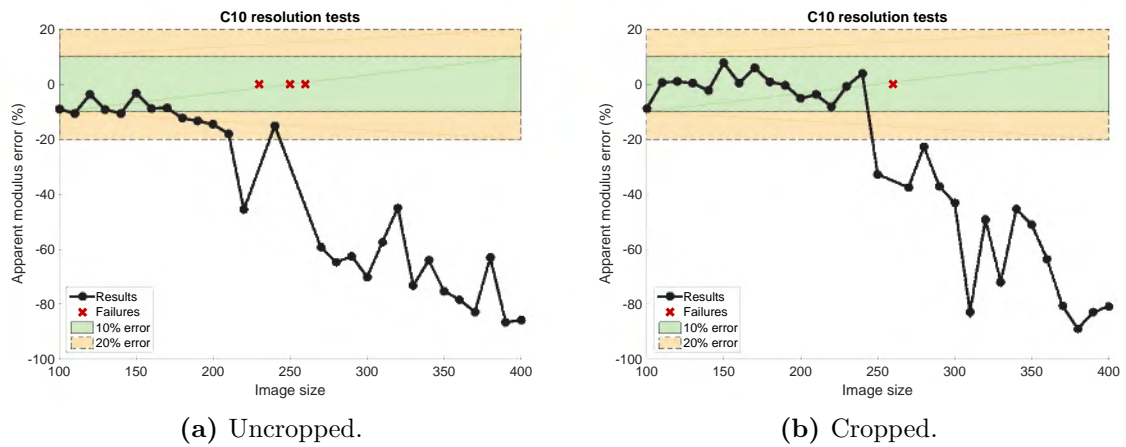 C10 resolution tests
20
0
-20
-40
-60
-80
-100
Apparent modulus error (%)
Results
Failures
10% error
20% error
100 150 200 250 300 350 400
Image size
(a) Uncropped.
C10 resolution tests
20
0
-20
-40
-60
-80
-100
Apparent modulus error (%)
Results
Failures
10% error
20% error
100 150 200 250 300 350 400
Image size
(b) Cropped.